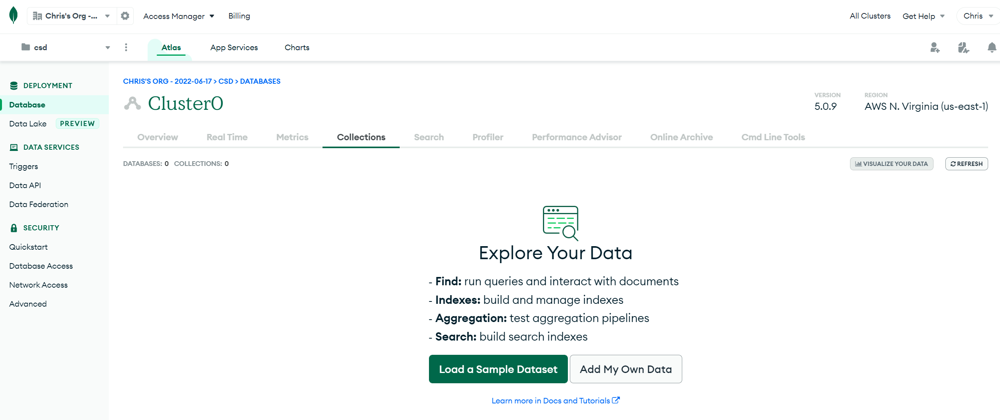 Chris's Org -... Access Manager Billing All Clusters Get Help Chris
csd Atlas App Services Charts
DEPLOYMENT
Database
Data Lake PREVIEW
DATA SERVICES
Triggers
Data API
Data Federation
SECURITY
Quickstart
Database Access
Network Access
Advanced
CHRIS'S ORG - 2022-06-17 > CSD > DATABASES
Cluster0
VERSION
5.0.9
REGION
AWS N. Virginia (us-east-1)
Overview Real Time Metrics Collections Search Profiler Performance Advisor Online Archive Cmd Line Tools
DATABASES: 0 COLLECTIONS: 0 VISUALIZE YOUR DATA REFRESH
Explore Your Data
- Find: run queries and interact with documents
- Indexes: build and manage indexes
- Aggregation: test aggregation pipelines
- Search: build search indexes
Load a Sample Dataset Add My Own Data
Learn more in Docs and Tutorials